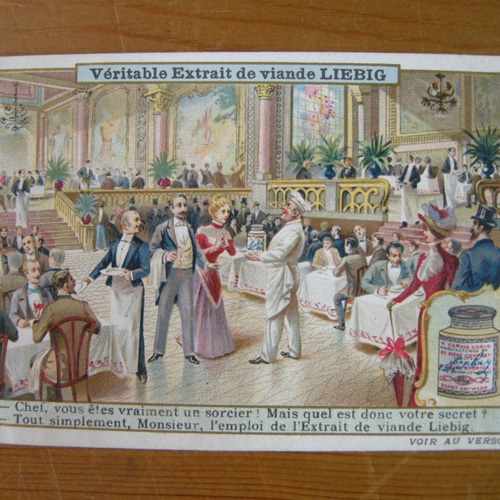 Véritable Extrait de viande LIEBIG
— Chef, vous êtes vraiment un sorcier! Mais quel est donc votre secret?
Tout simplement, Monsieur, l'emploi de l'Extrait de viande Liebig.
VOIR AU VERSO